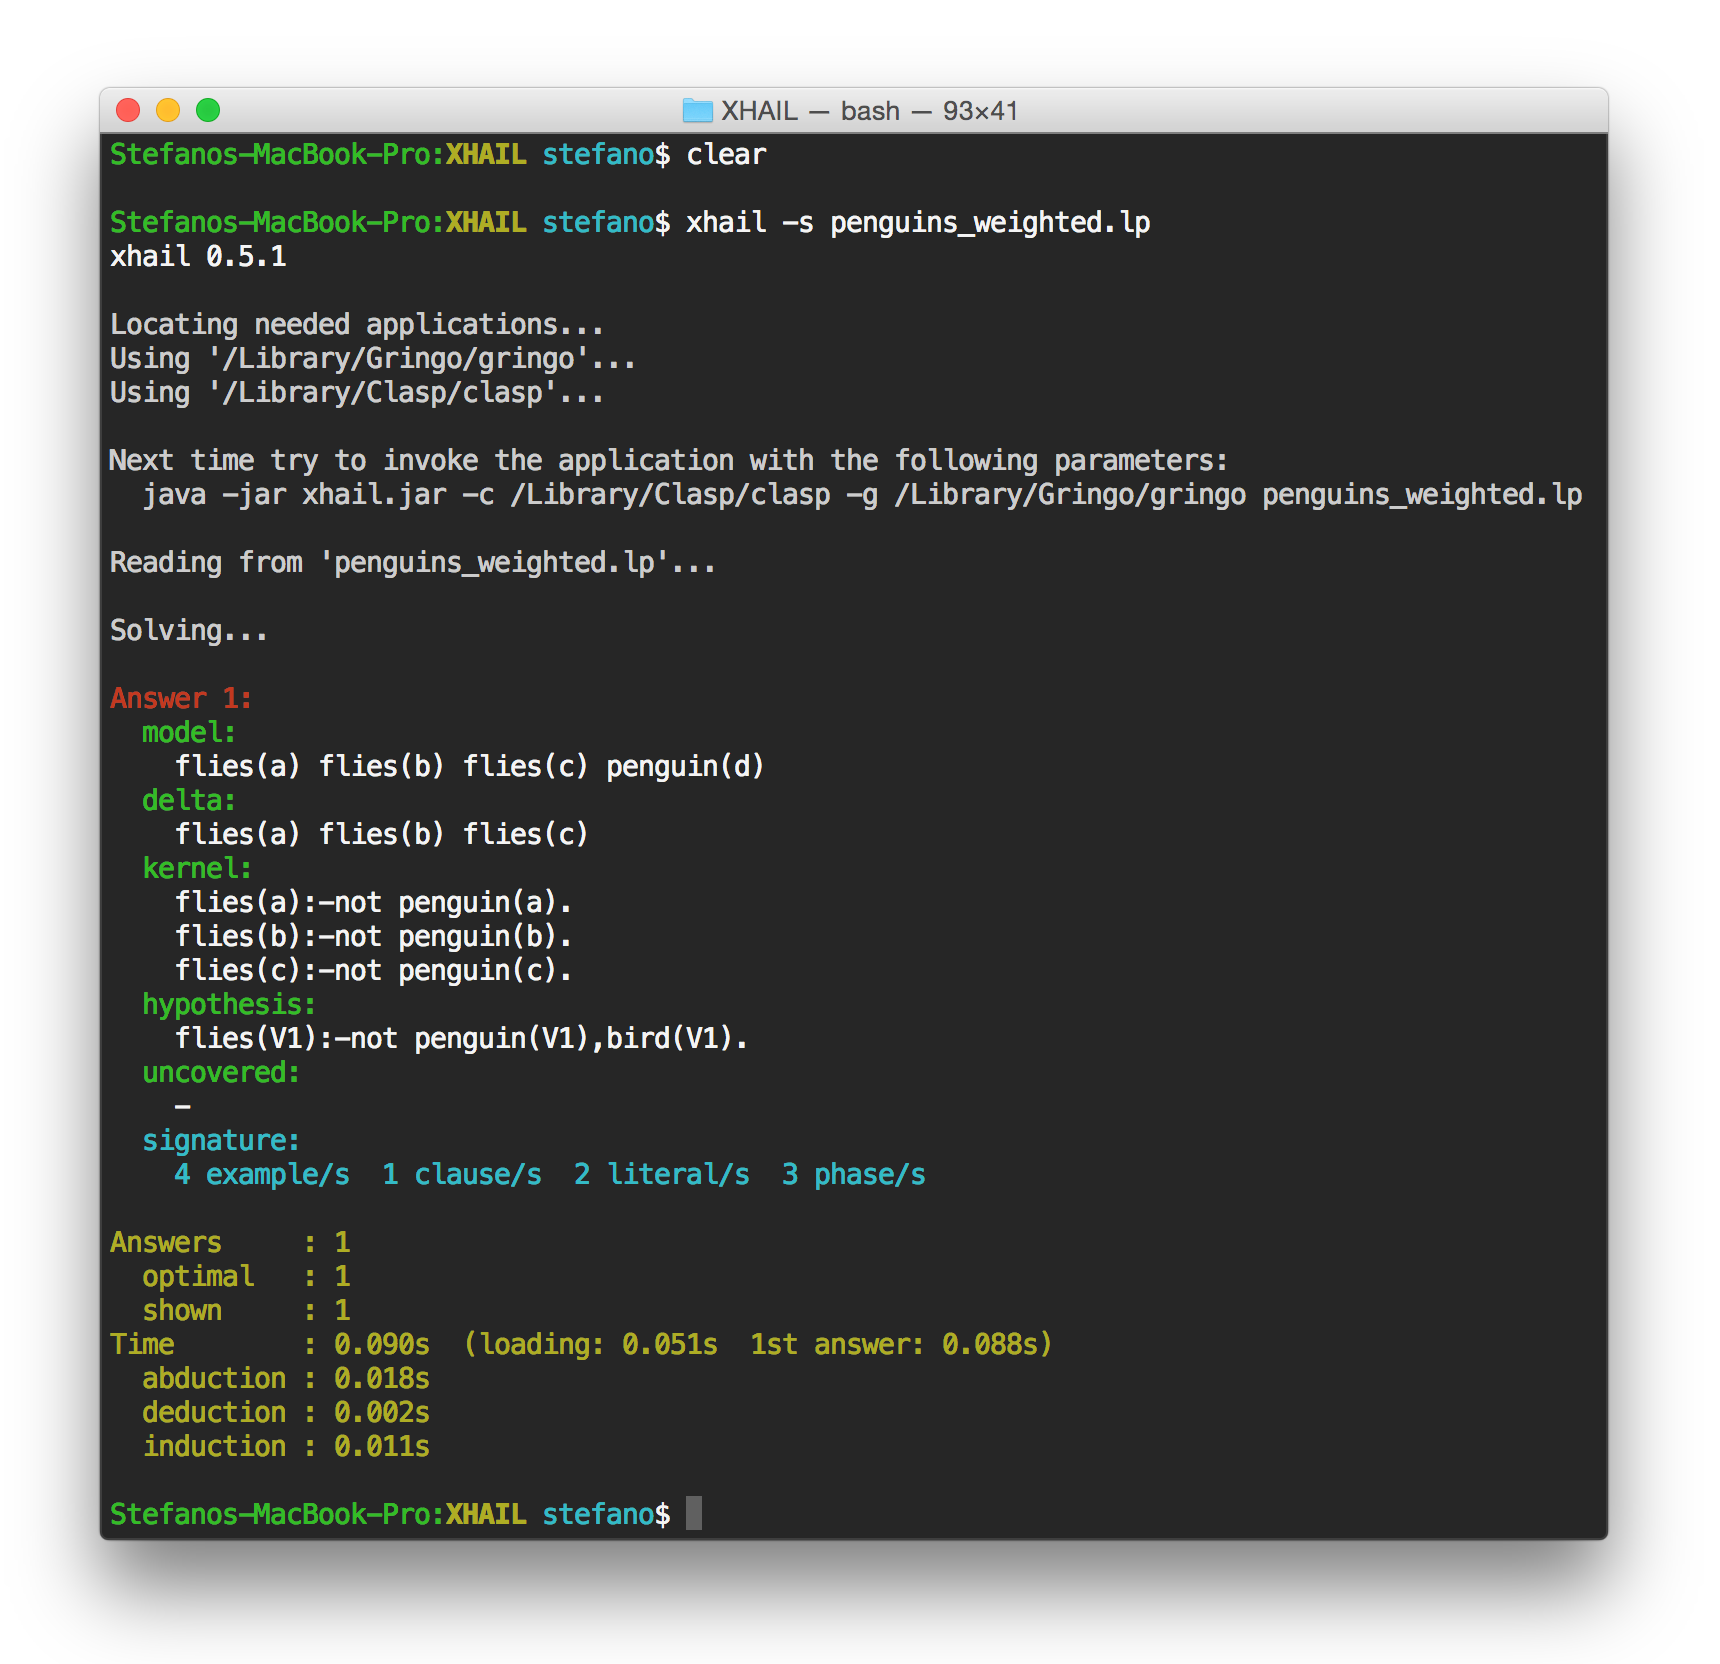 XHAIL — bash — 93×41
Stefanos-MacBook-Pro:XHAIL stefano$ clear
Stefanos-MacBook-Pro:XHAIL stefano$ xhail -s penguins_weighted.lp
xhail 0.5.1
Locating needed applications...
Using '/Library/Gringo/gringo'...
Using '/Library/Clasp/clasp'...
Next time try to invoke the application with the following parameters:
  java -jar xhail.jar -c /Library/Clasp/clasp -g /Library/Gringo/gringo penguins_weighted.lp
Reading from 'penguins_weighted.lp'...
Solving...
Answer 1:
  model:
    flies(a) flies(b) flies(c) penguin(d)
  delta:
    flies(a) flies(b) flies(c)
  kernel:
    flies(a):-not penguin(a).
    flies(b):-not penguin(b).
    flies(c):-not penguin(c).
  hypothesis:
    flies(V1):-not penguin(V1),bird(V1).
  uncovered:
    -
  signature:
    4 example/s  1 clause/s  2 literal/s  3 phase/s
Answers     : 1
  optimal   : 1
  shown     : 1
Time        : 0.090s  (loading: 0.051s  1st answer: 0.088s)
  abduction : 0.018s
  deduction : 0.002s
  induction : 0.011s
Stefanos-MacBook-Pro:XHAIL stefano$